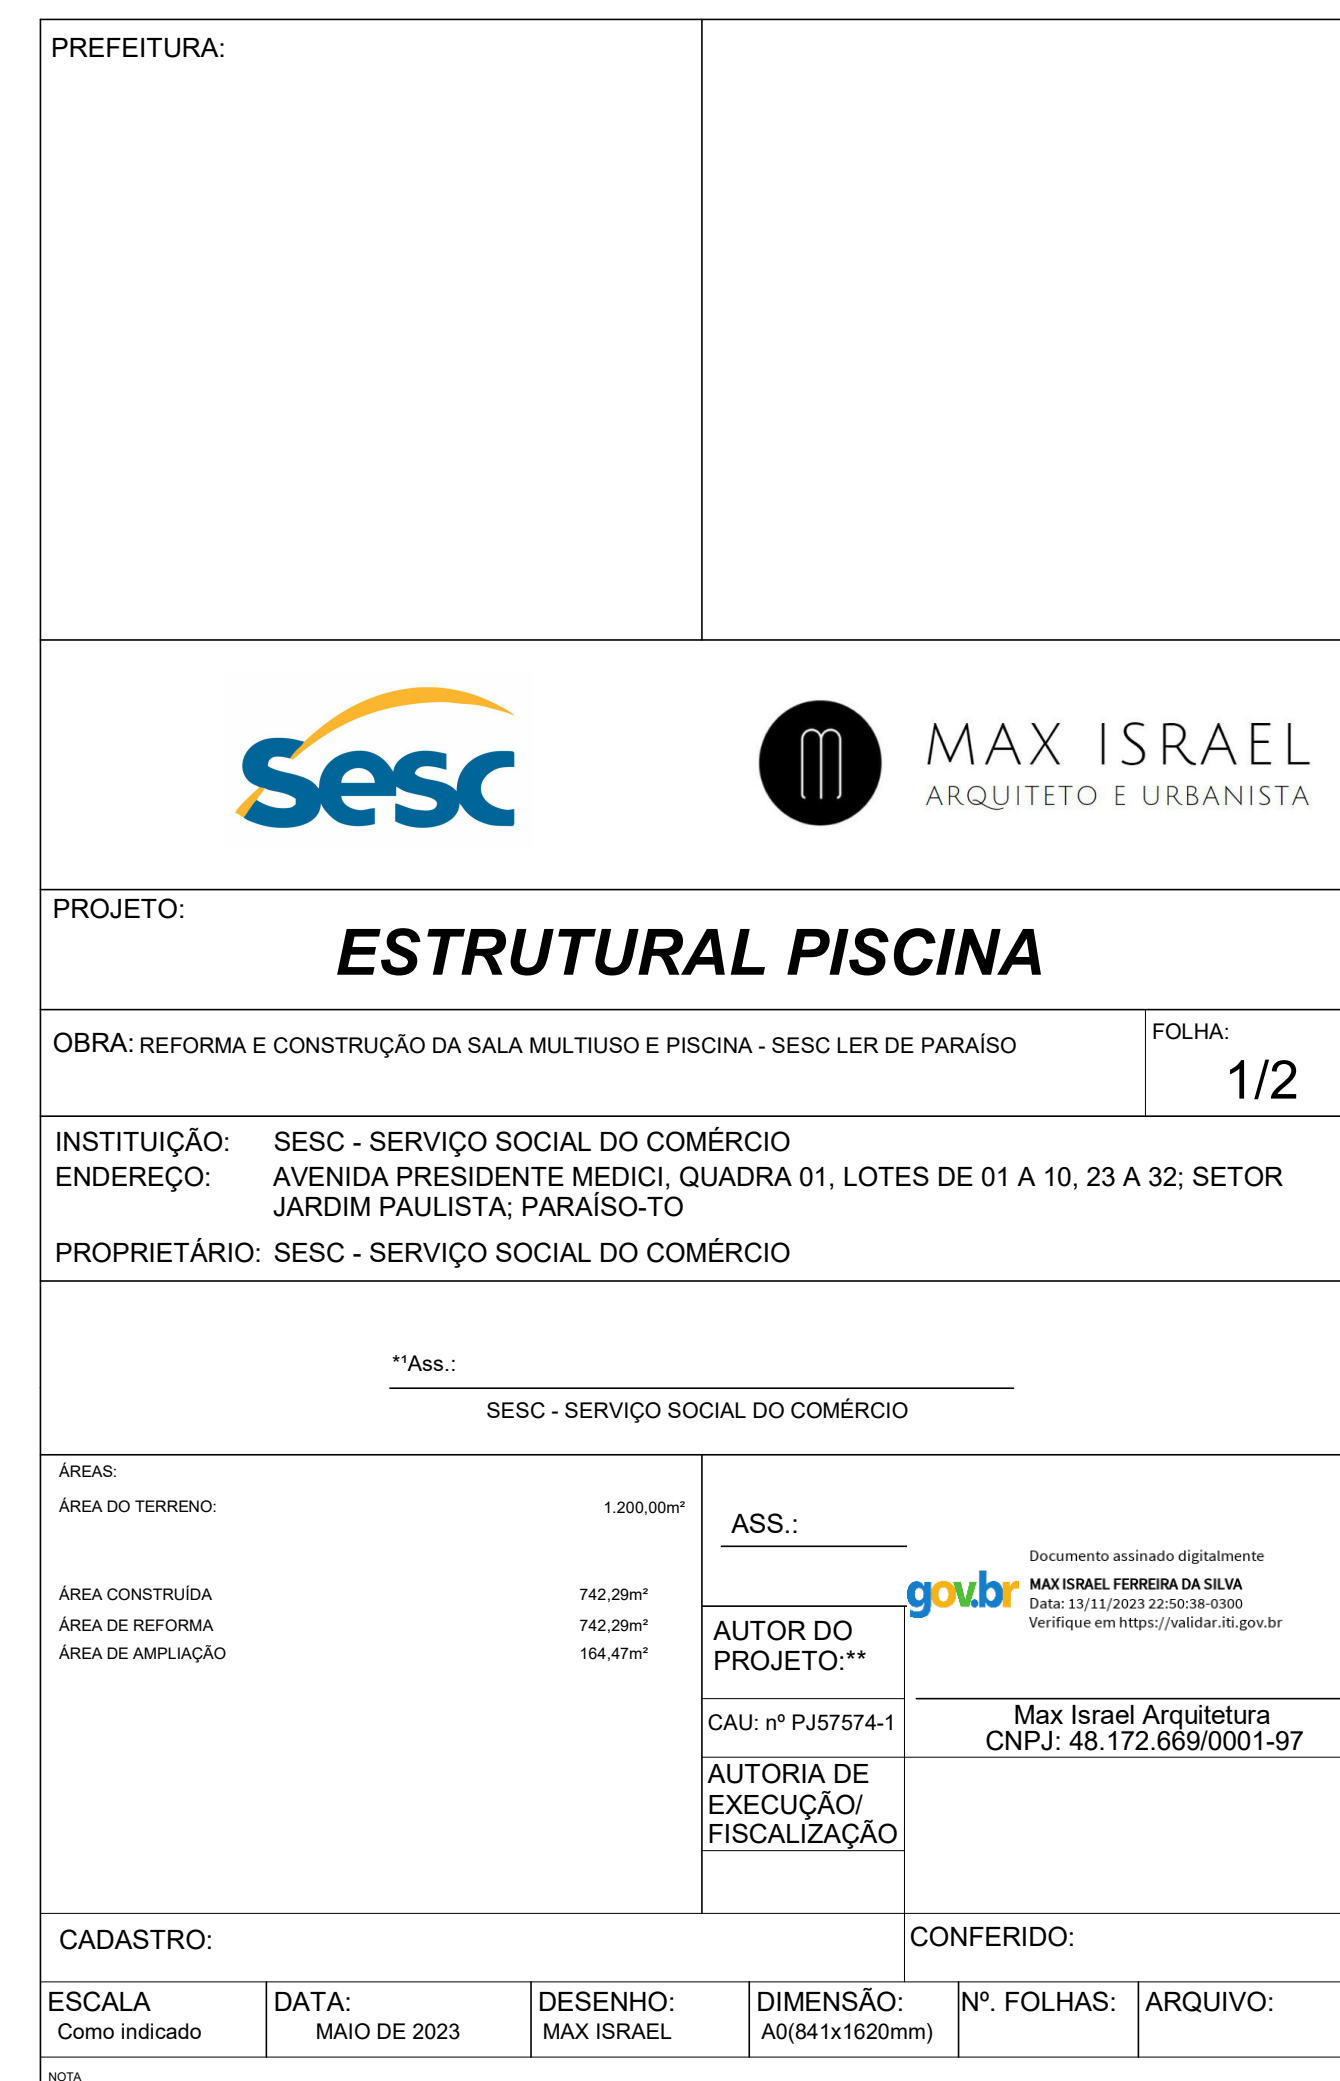 PREFEITURA:
Sesc
m
MAX ISRAEL
ARQUITETO E URBANISTA
PROJETO:
ESTRUTURAL PISCINA
OBRA: REFORMA E CONSTRUÇÃO DA SALA MULTIUSO E PISCINA - SESC LER DE PARAÍSO
FOLHA:
1/2
INSTITUIÇÃO: SESC - SERVIÇO SOCIAL DO COMÉRCIO
ENDEREÇO: AVENIDA PRESIDENTE MEDICI, QUADRA 01, LOTES DE 01 A 10, 23 A 32; SETOR
JARDIM PAULISTA; PARAÍSO-TO
PROPRIETÁRIO: SESC - SERVIÇO SOCIAL DO COMÉRCIO
*¹Ass.:
SESC - SERVIÇO SOCIAL DO COMÉRCIO
ÁREAS:
ÁREA DO TERRENO: 1.200,00m²
ÁREA CONSTRUÍDA 742,29m²
ÁREA DE REFORMA 742,29m²
ÁREA DE AMPLIAÇÃO 164,47m²
ASS.:
gov.br
Documento assinado digitalmente
MAX ISRAEL FERREIRA DA SILVA
Data: 13/11/2023 22:50:38-0300
Verifique em https://validar.iti.gov.br
AUTOR DO
PROJETO:**
CAU: nº PJ57574-1
Max Israel Arquitetura
CNPJ: 48.172.669/0001-97
AUTORIA DE
EXECUÇÃO/
FISCALIZAÇÃO
CADASTRO:
CONFERIDO:
ESCALA
Como indicado
DATA:
MAIO DE 2023
DESENHO:
MAX ISRAEL
DIMENSÃO:
A0(841x1620mm)
Nº. FOLHAS:
ARQUIVO:
NOTA